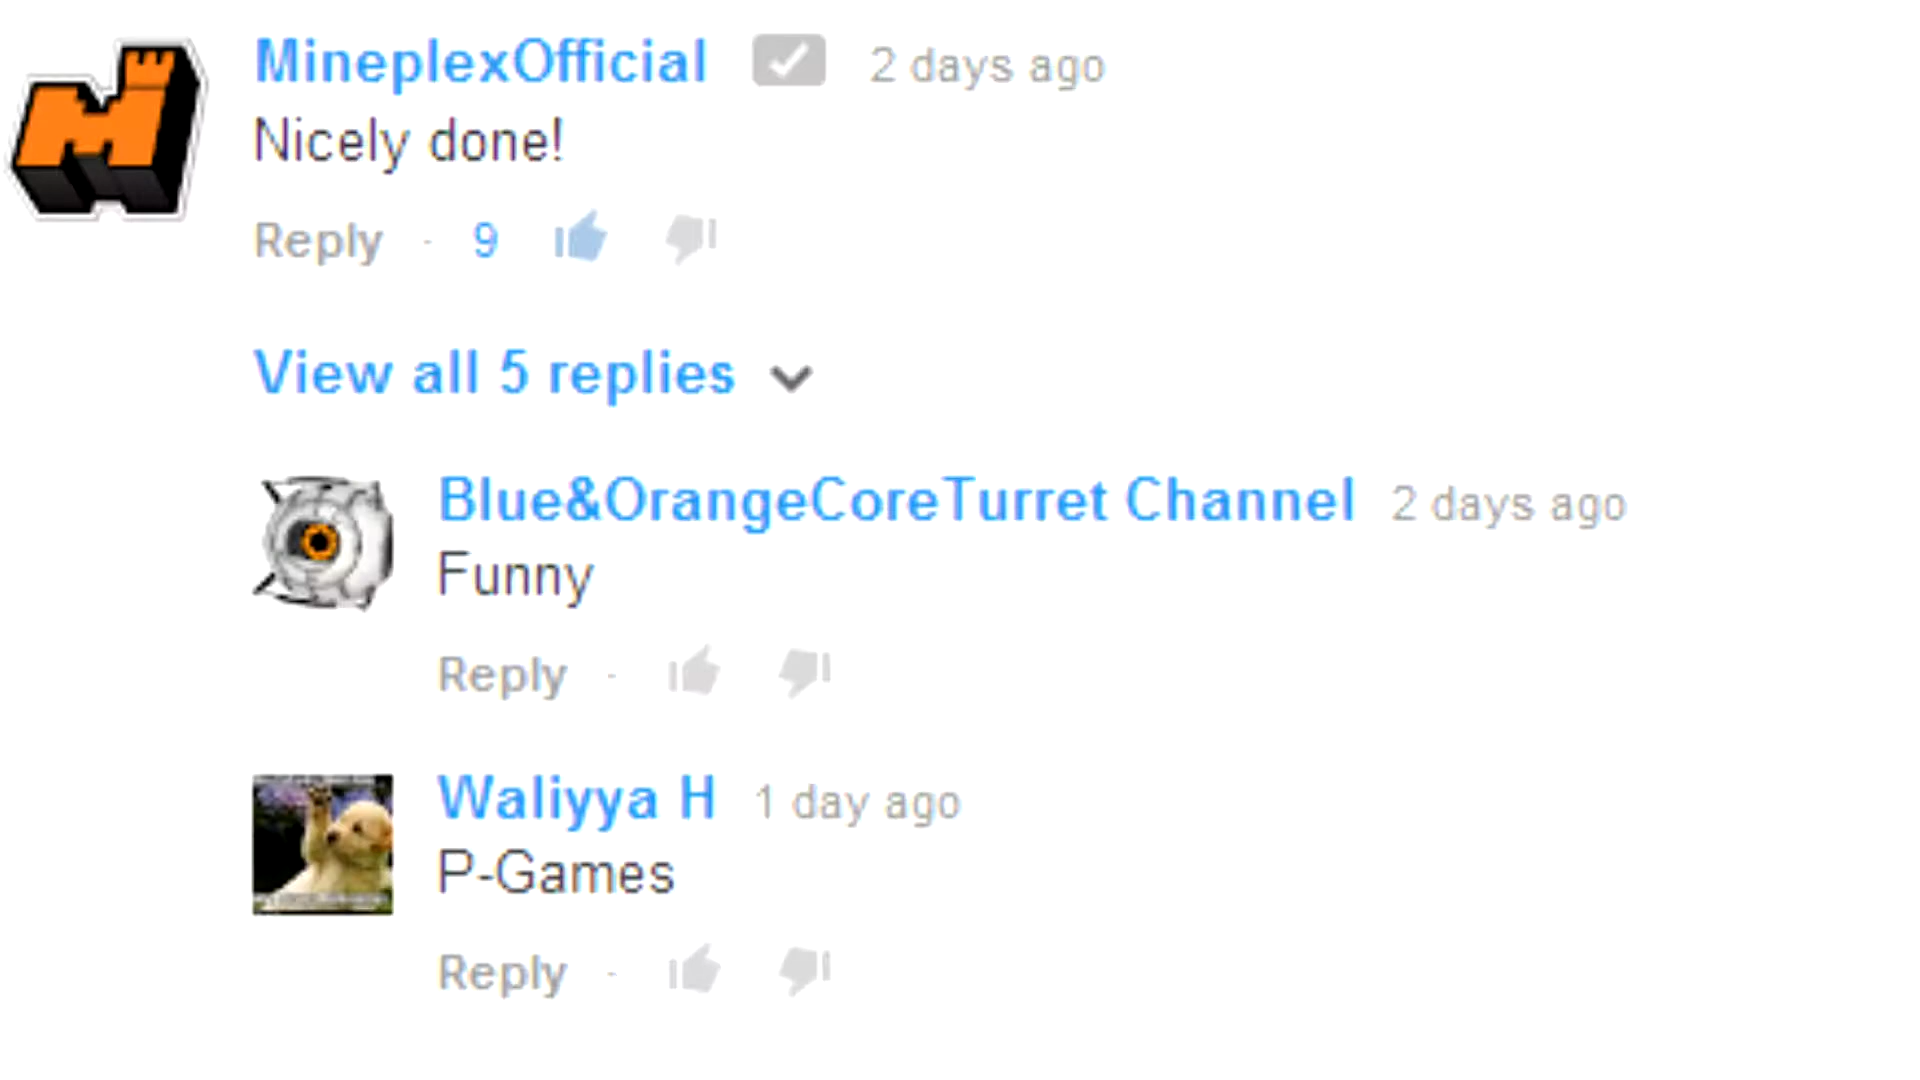 MineplexOfficial 2 days ago
Nicely done!
Reply · 9
View all 5 replies
Blue&OrangeCoreTurret Channel 2 days ago
Funny
Reply ·
Waliyya H 1 day ago
P-Games
Reply ·